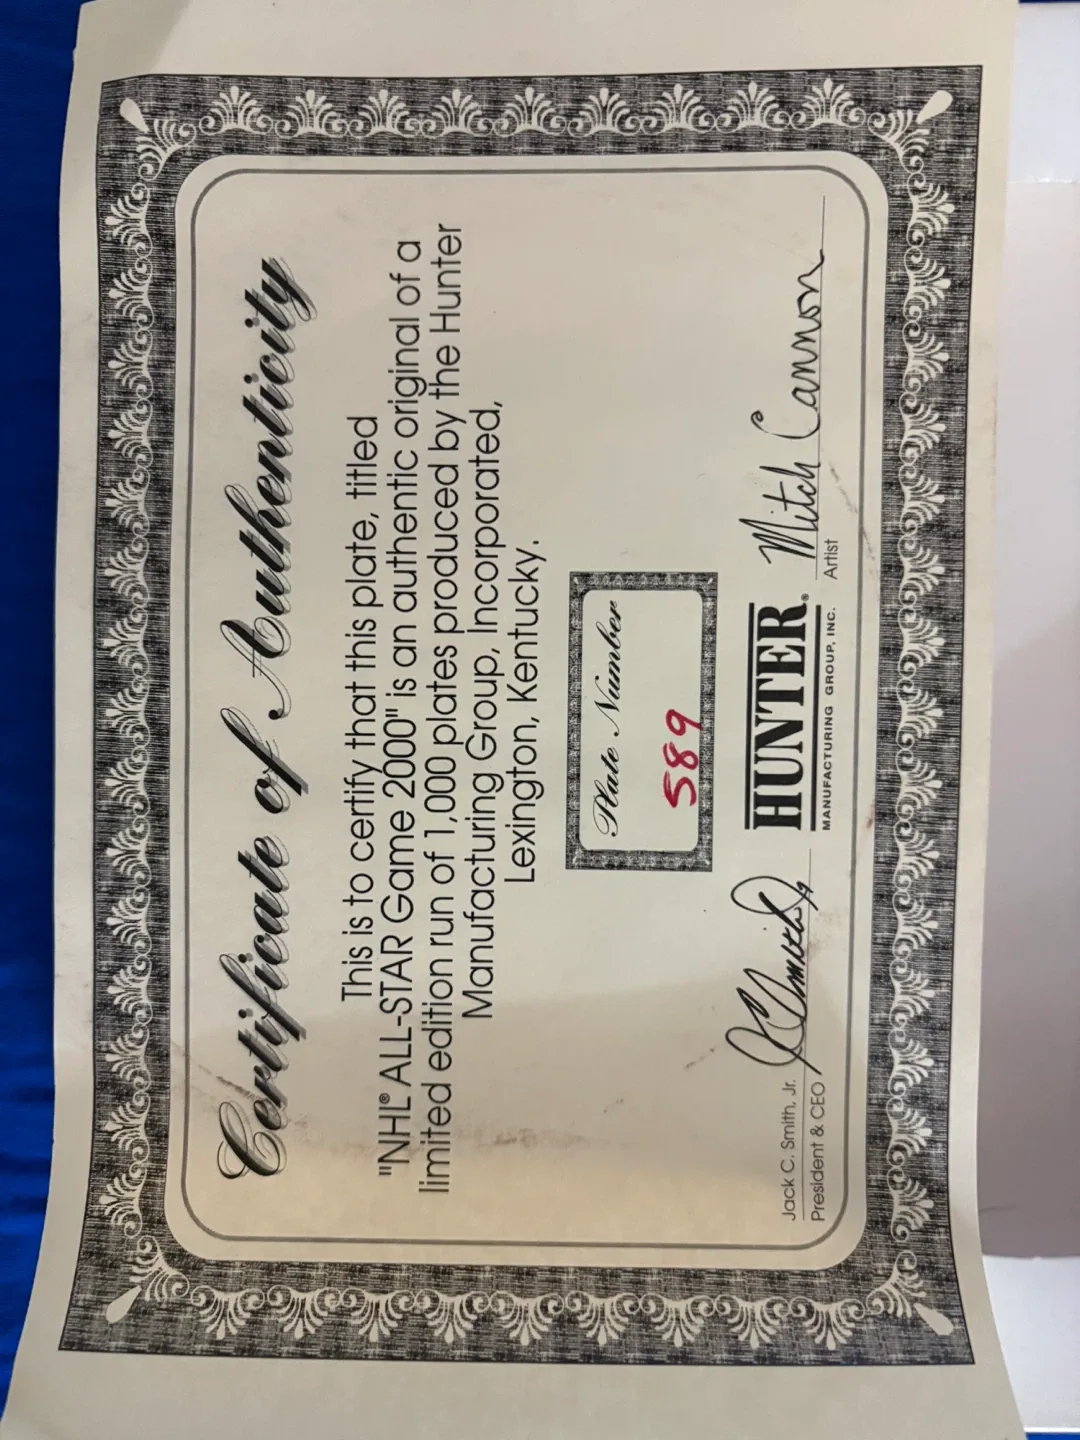 Certificate of Authenticity
This is to certify that this plate, titled
"NHL® ALL-STAR Game 2000" is an authentic original of a
limited edition run of 1,000 plates produced by the Hunter
Manufacturing Group, Incorporated,
Lexington, Kentucky.
Plate Number
589
Jack C. Smith, Jr.
President & CEO
HUNTER®
MANUFACTURING GROUP, INC.
Mitch Cannon
Artist